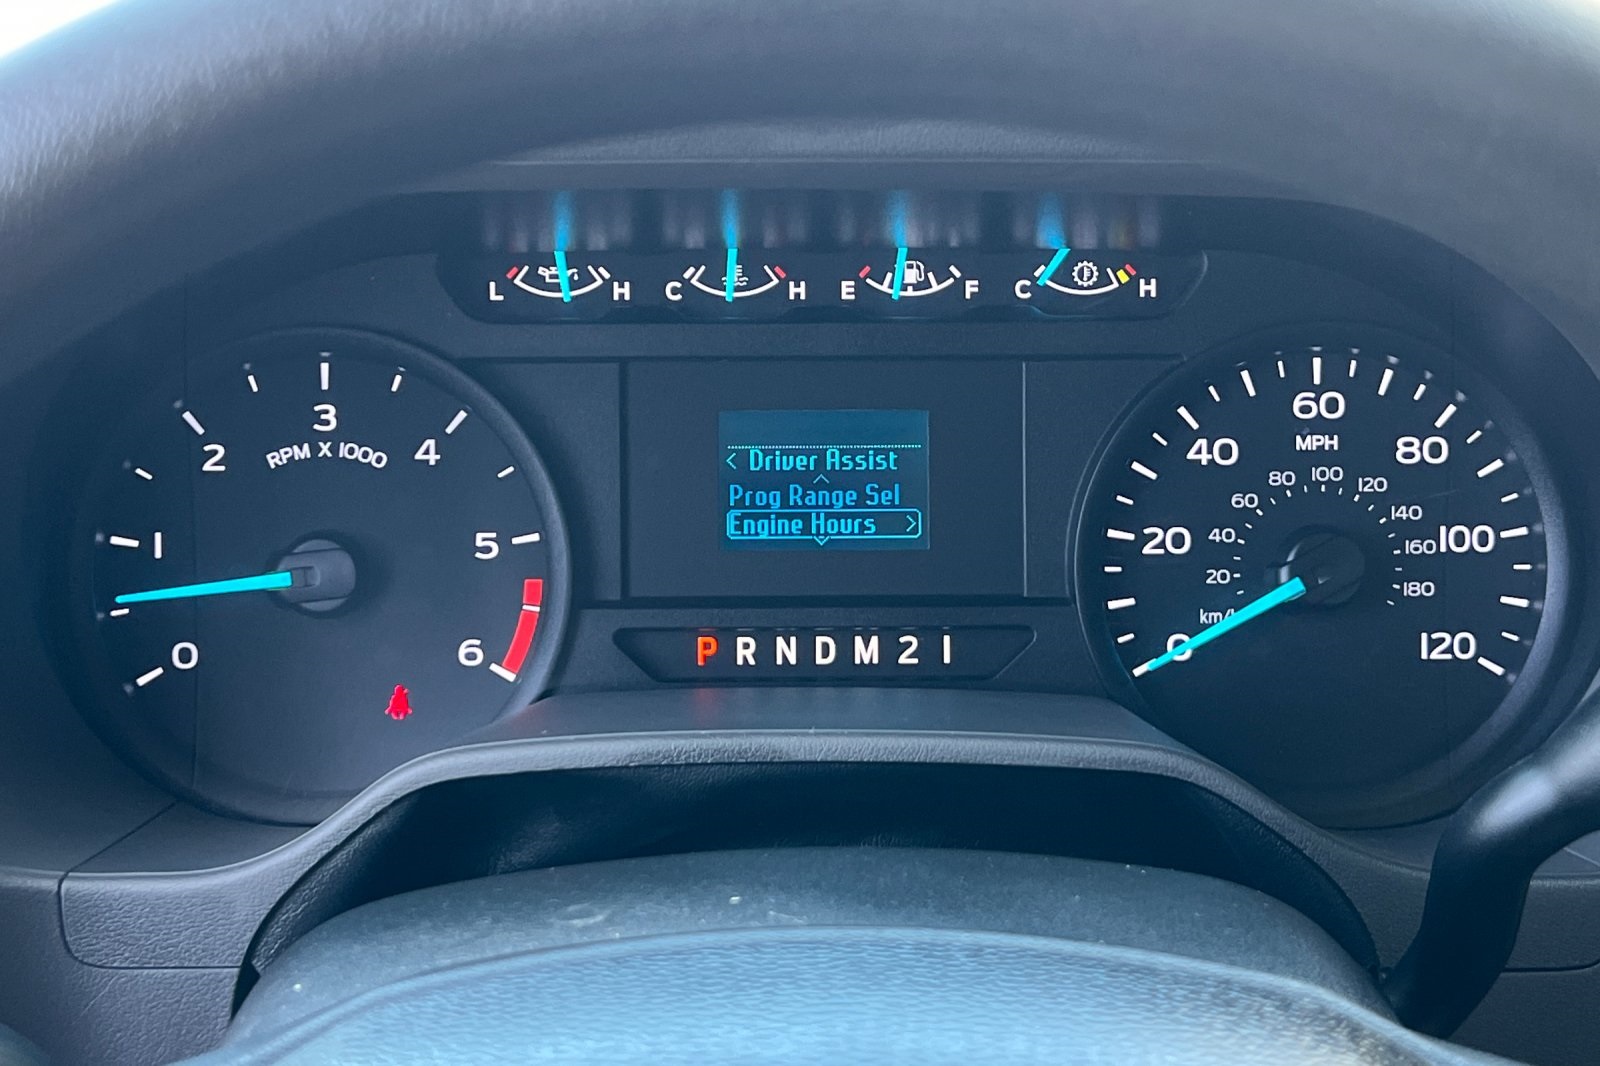 L H C H E F C H
0 1 2 3 4 5 6
RPM X 1000
< Driver Assist
Prog Range Sel
Engine Hours >
P R N D M 2 1
0 20 40 60 80 100 120
MPH
20 40 60 80 100 120 140 160 180